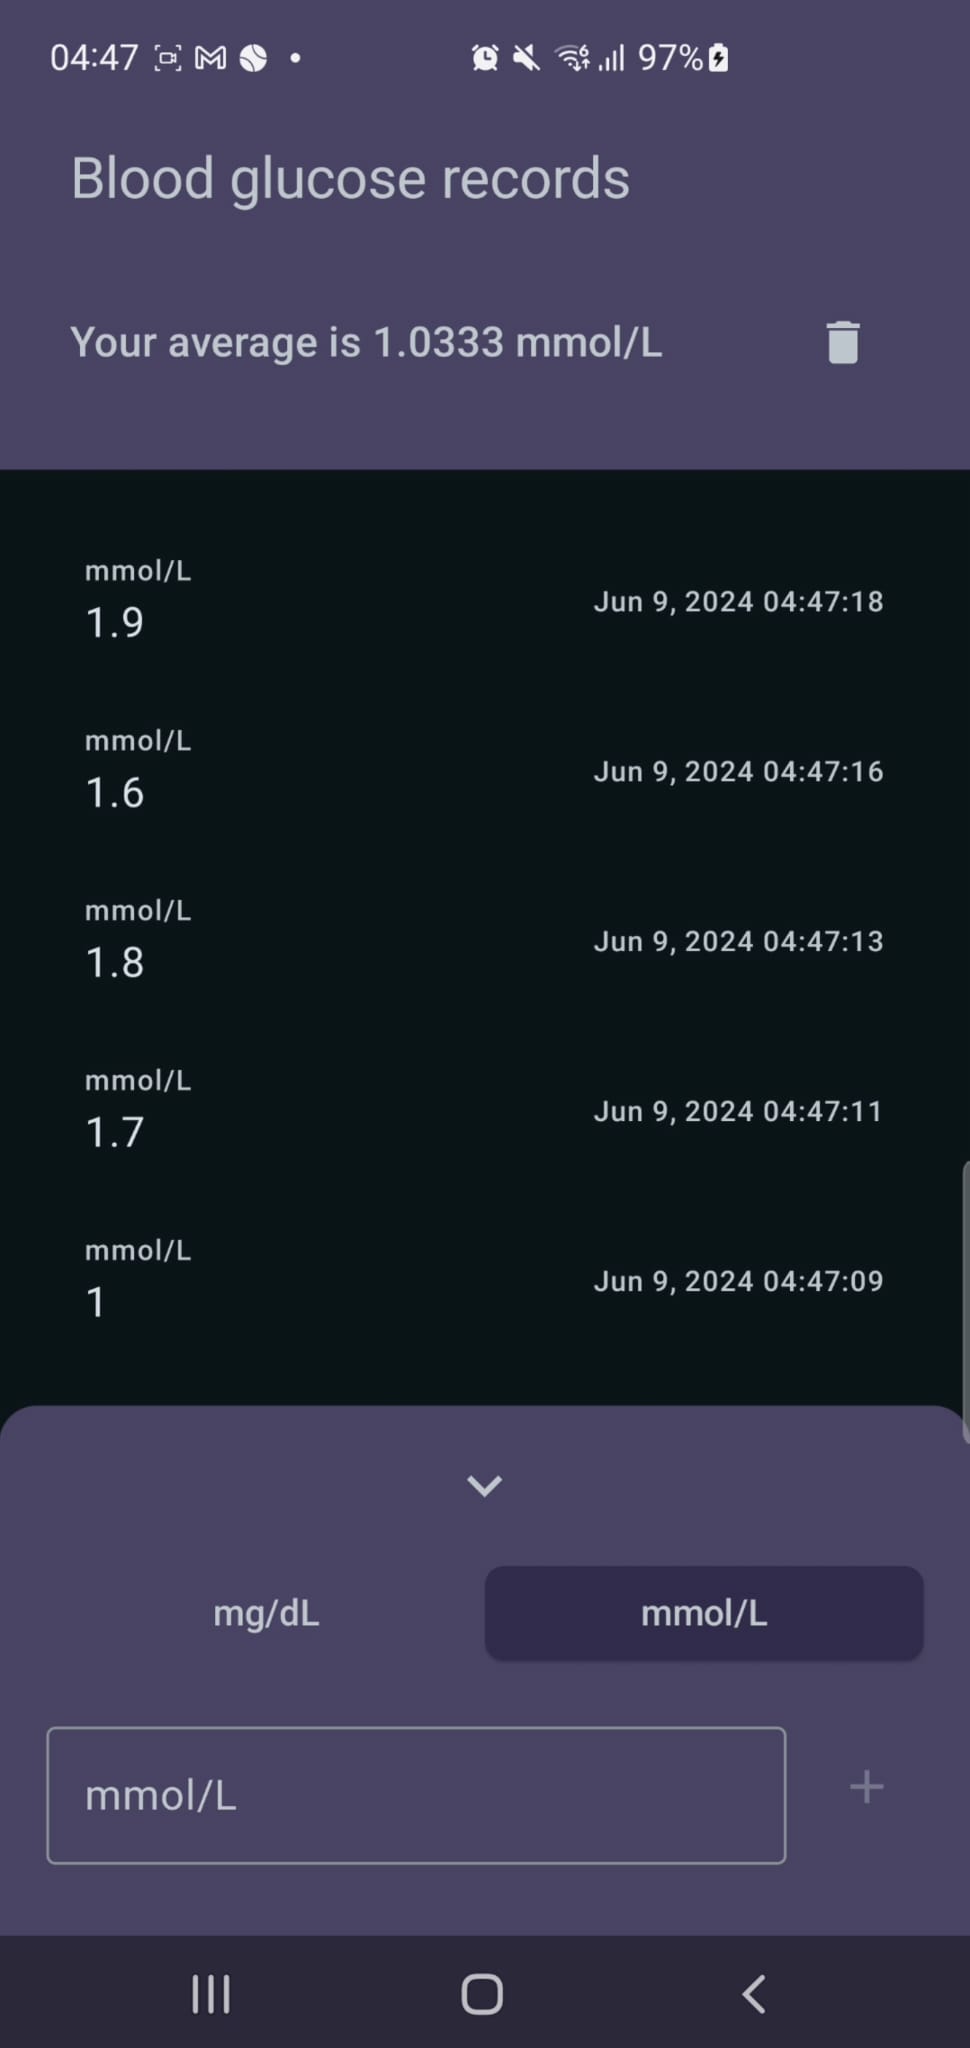 04:47 97%
Blood glucose records
Your average is 1.0333 mmol/L
mmol/L
1.9
Jun 9, 2024 04:47:18
mmol/L
1.6
Jun 9, 2024 04:47:16
mmol/L
1.8
Jun 9, 2024 04:47:13
mmol/L
1.7
Jun 9, 2024 04:47:11
mmol/L
1
Jun 9, 2024 04:47:09
mg/dL mmol/L
mmol/L